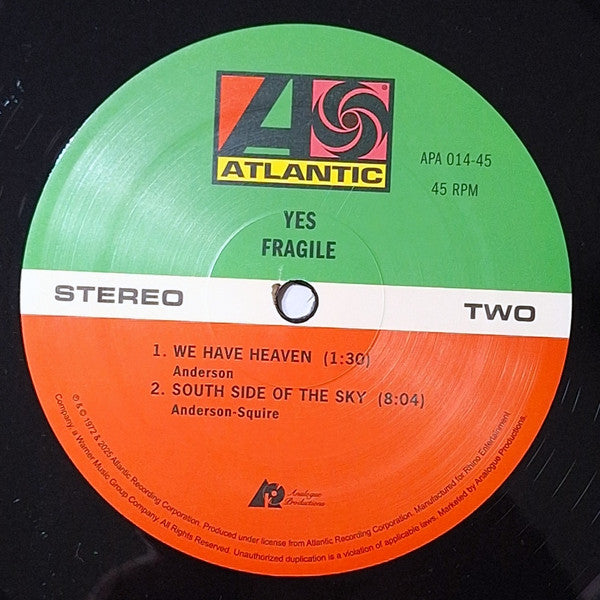 ATLANTIC
®
APA 014-45
45 RPM
YES
FRAGILE
STEREO
TWO
1. WE HAVE HEAVEN (1:30)
Anderson
2. SOUTH SIDE OF THE SKY (8:04)
Anderson-Squire
Analogue
Productions
℗ & © 1972 & 2025 Atlantic Recording Corporation. Produced under license from Atlantic Recording Corporation. Manufactured for Rhino Entertainment
Company, a Warner Music Group Company. All Rights Reserved. Unauthorized duplication is a violation of applicable laws. Marketed by Analogue Productions.